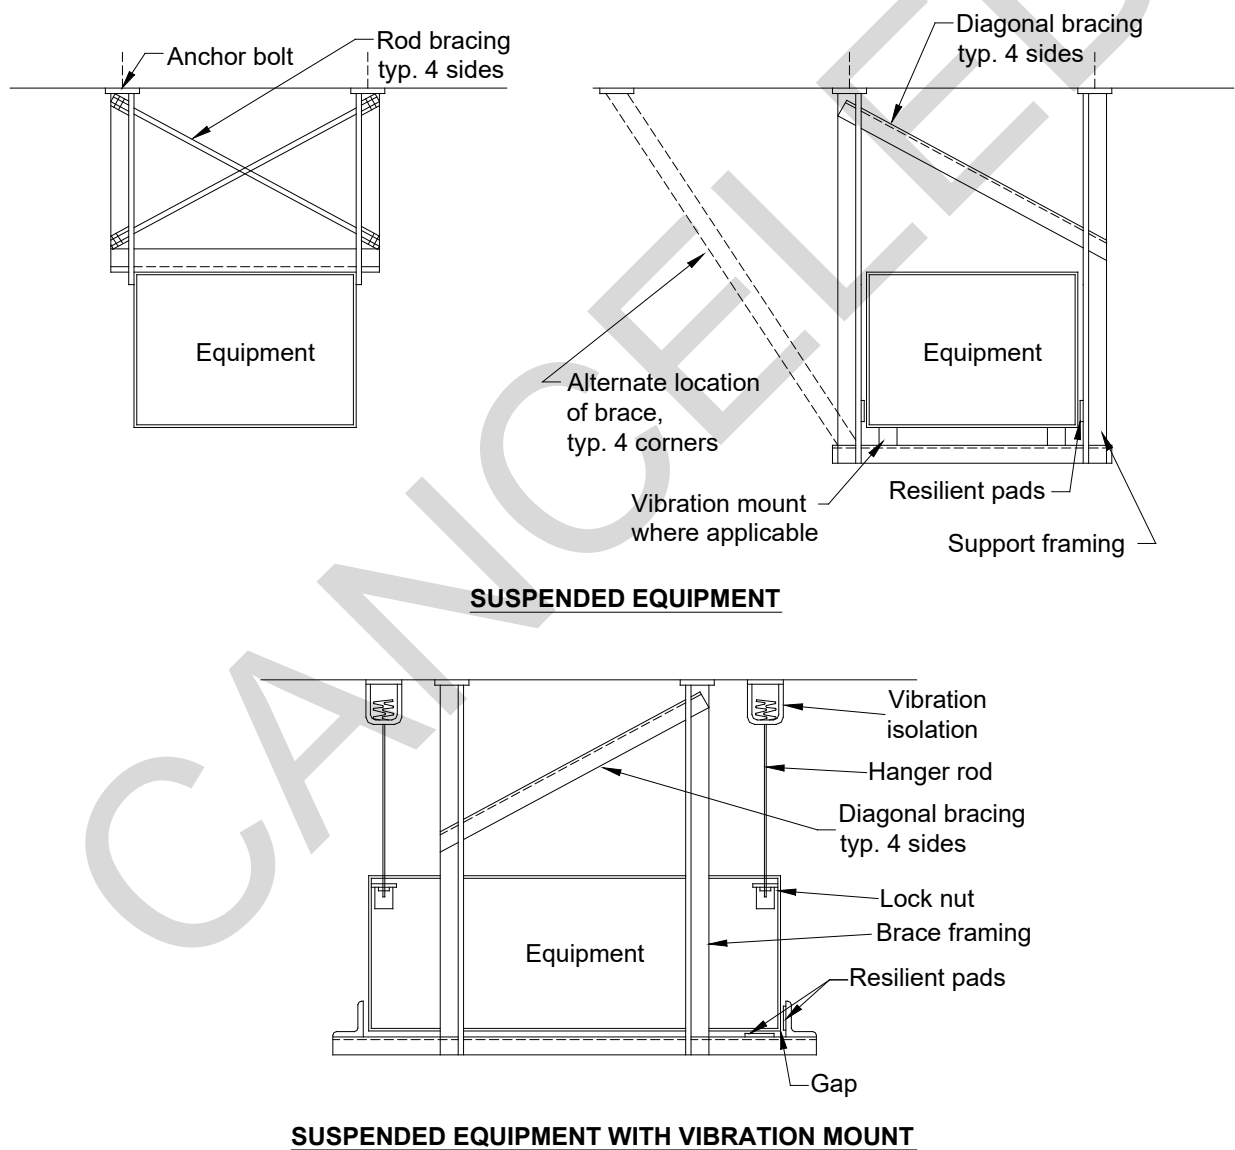 Anchor bolt
Rod bracing
typ. 4 sides
Equipment
Diagonal bracing
typ. 4 sides
Equipment
Alternate location
of brace,
typ. 4 corners
Vibration mount
where applicable
Resilient pads
Support framing
SUSPENDED EQUIPMENT
Vibration
isolation
Hanger rod
Diagonal bracing
typ. 4 sides
Lock nut
Brace framing
Equipment
Resilient pads
Gap
SUSPENDED EQUIPMENT WITH VIBRATION MOUNT
CANCELED